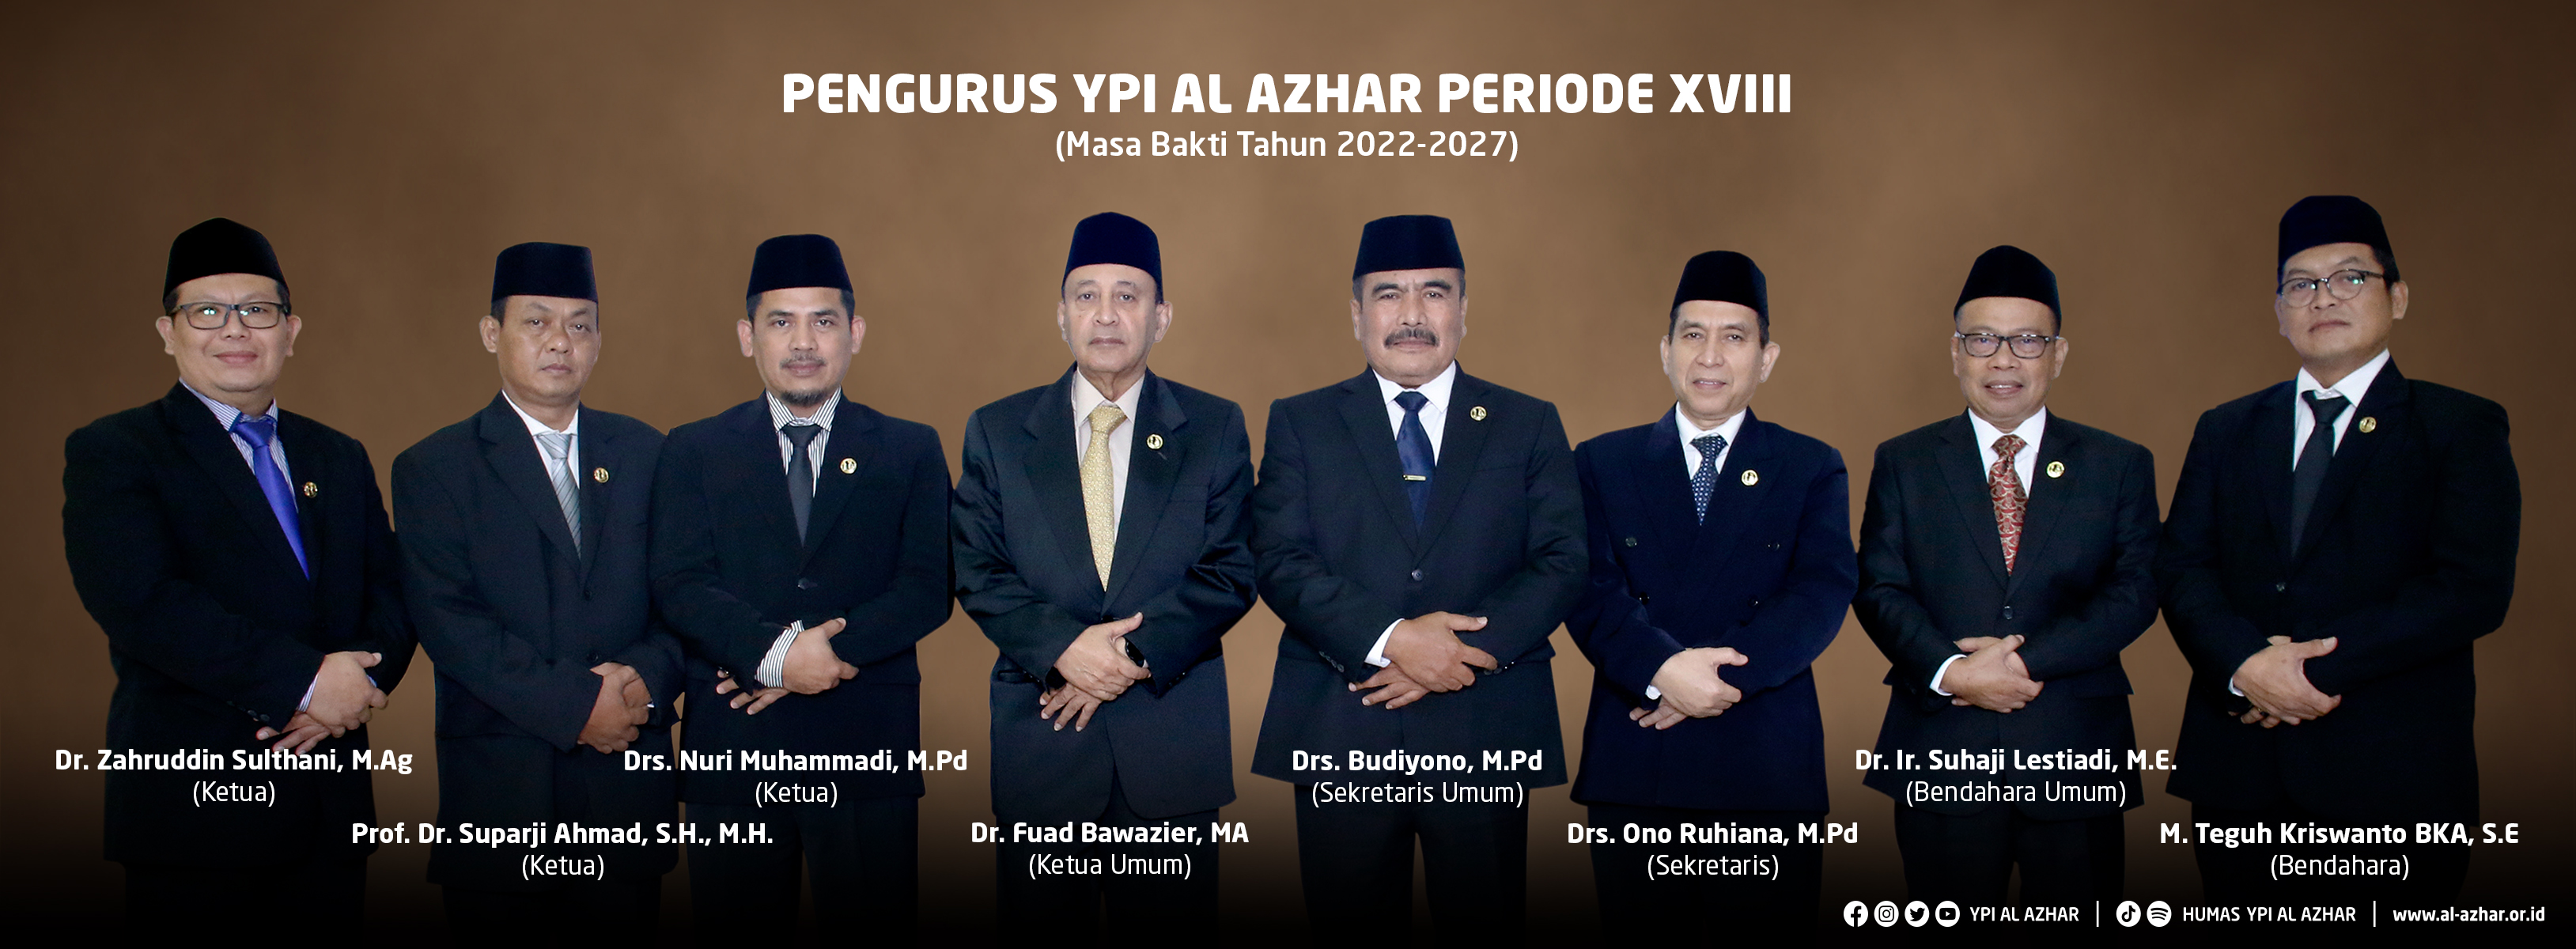 PENGURUS YPI AL AZHAR PERIODE XVIII
(Masa Bakti Tahun 2022-2027)
Dr. Zahruddin Sulthani, M.Ag
(Ketua)
Prof. Dr. Suparji Ahmad, S.H., M.H.
(Ketua)
Drs. Nuri Muhammadi, M.Pd
(Ketua)
Dr. Fuad Bawazier, MA
(Ketua Umum)
Drs. Budiyono, M.Pd
(Sekretaris Umum)
Drs. Ono Ruhiana, M.Pd
(Sekretaris)
Dr. Ir. Suhaji Lestiadi, M.E.
(Bendahara Umum)
M. Teguh Kriswanto BKA, S.E
(Bendahara)
YPI AL AZHAR | HUMAS YPI AL AZHAR | www.al-azhar.or.id